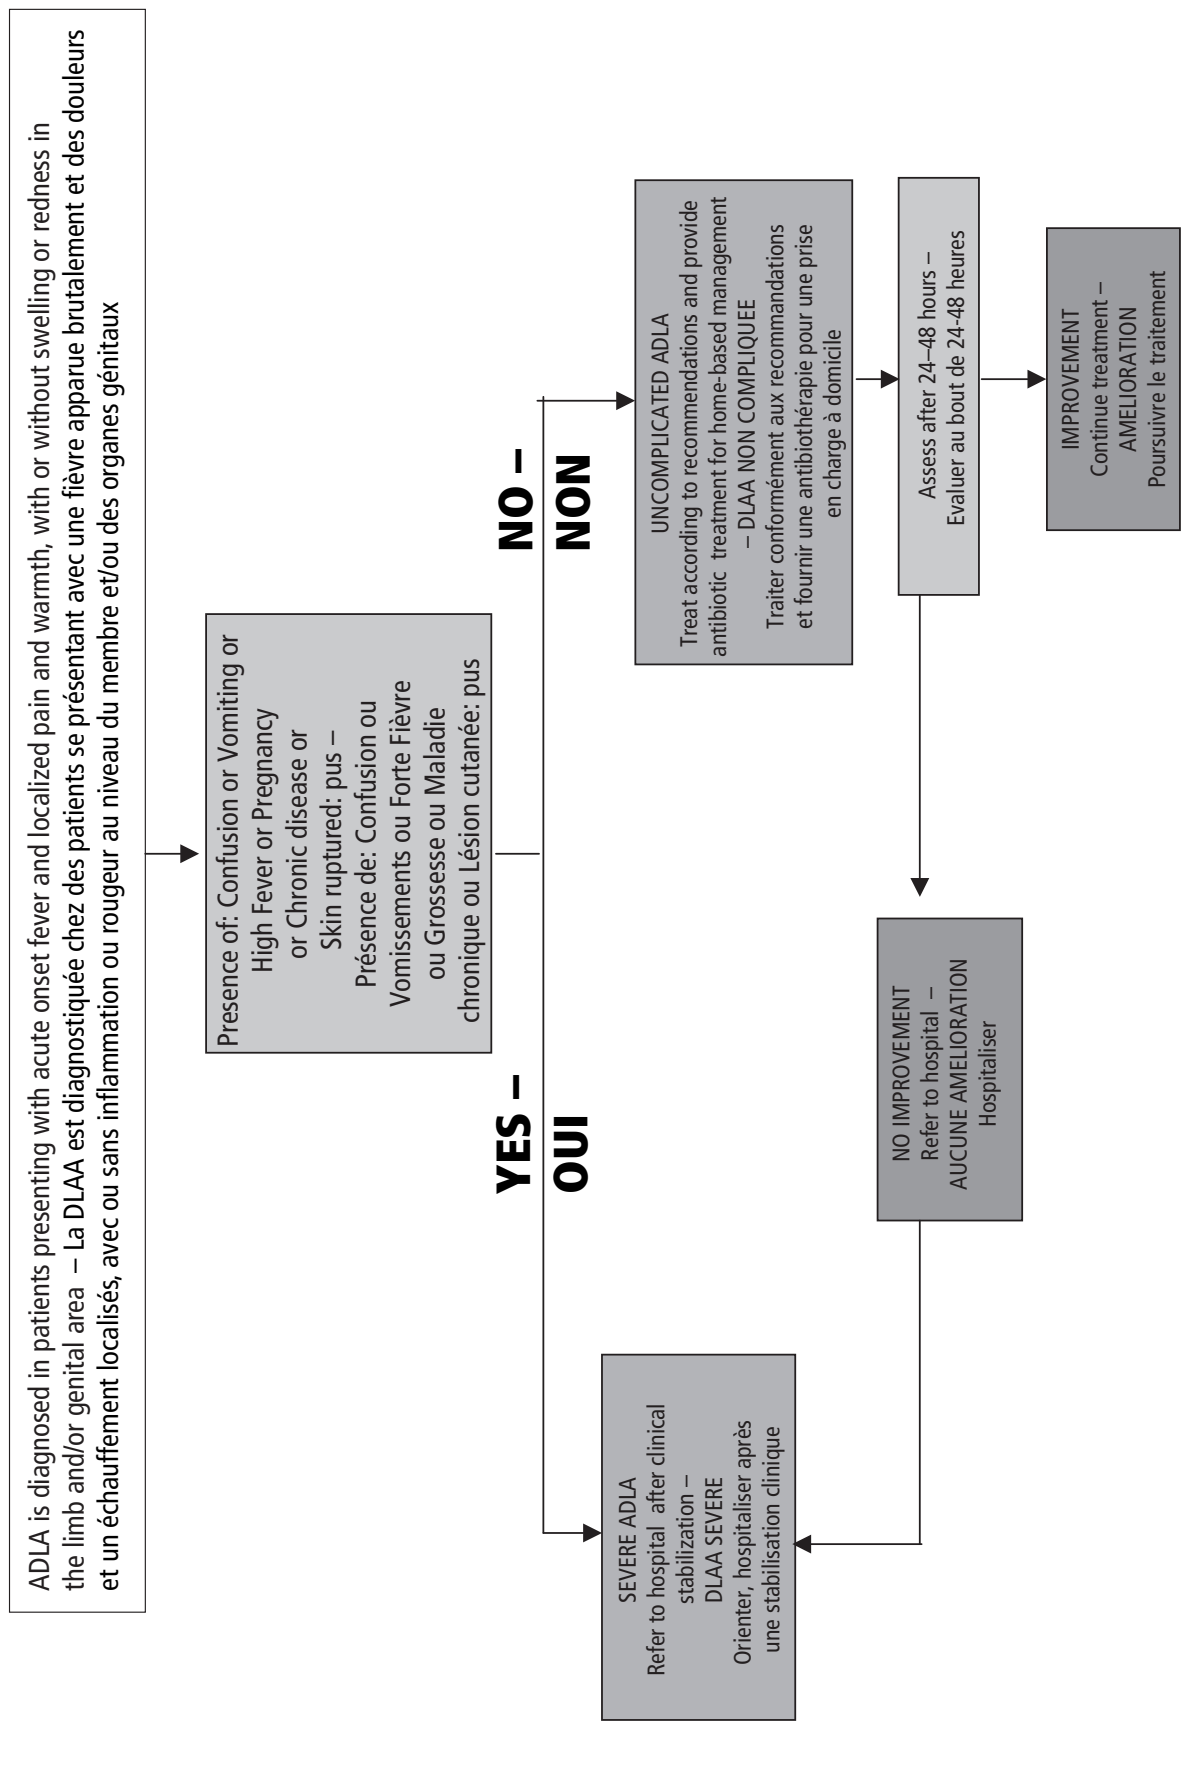 ADLA is diagnosed in patients presenting with acute onset fever and localized pain and warmth, with or without swelling or redness in
the limb and/or genital area – La DLAA est diagnostiquée chez des patients se présentant avec une fièvre apparue brutalement et des douleurs
et un échauffement localisés, avec ou sans inflammation ou rougeur au niveau du membre et/ou des organes génitaux
Presence of: Confusion or Vomiting or
High Fever or Pregnancy
or Chronic disease or
Skin ruptured: pus –
Présence de: Confusion ou
Vomissements ou Forte Fièvre
ou Grossesse ou Maladie
chronique ou Lésion cutanée: pus
YES –
OUI
NO –
NON
SEVERE ADLA
Refer to hospital after clinical
stabilization –
DLAA SEVERE
Orienter, hospitaliser après
une stabilisation clinique
UNCOMPLICATED ADLA
Treat according to recommendations and provide
antibiotic treatment for home-based management
– DLAA NON COMPLIQUEE
Traiter conformément aux recommandations
et fournir une antibiothérapie pour une prise
en charge à domicile
Assess after 24–48 hours –
Evaluer au bout de 24-48 heures
NO IMPROVEMENT
Refer to hospital –
AUCUNE AMELIORATION
Hospitaliser
IMPROVEMENT
Continue treatment –
AMELIORATION
Poursuivre le traitement